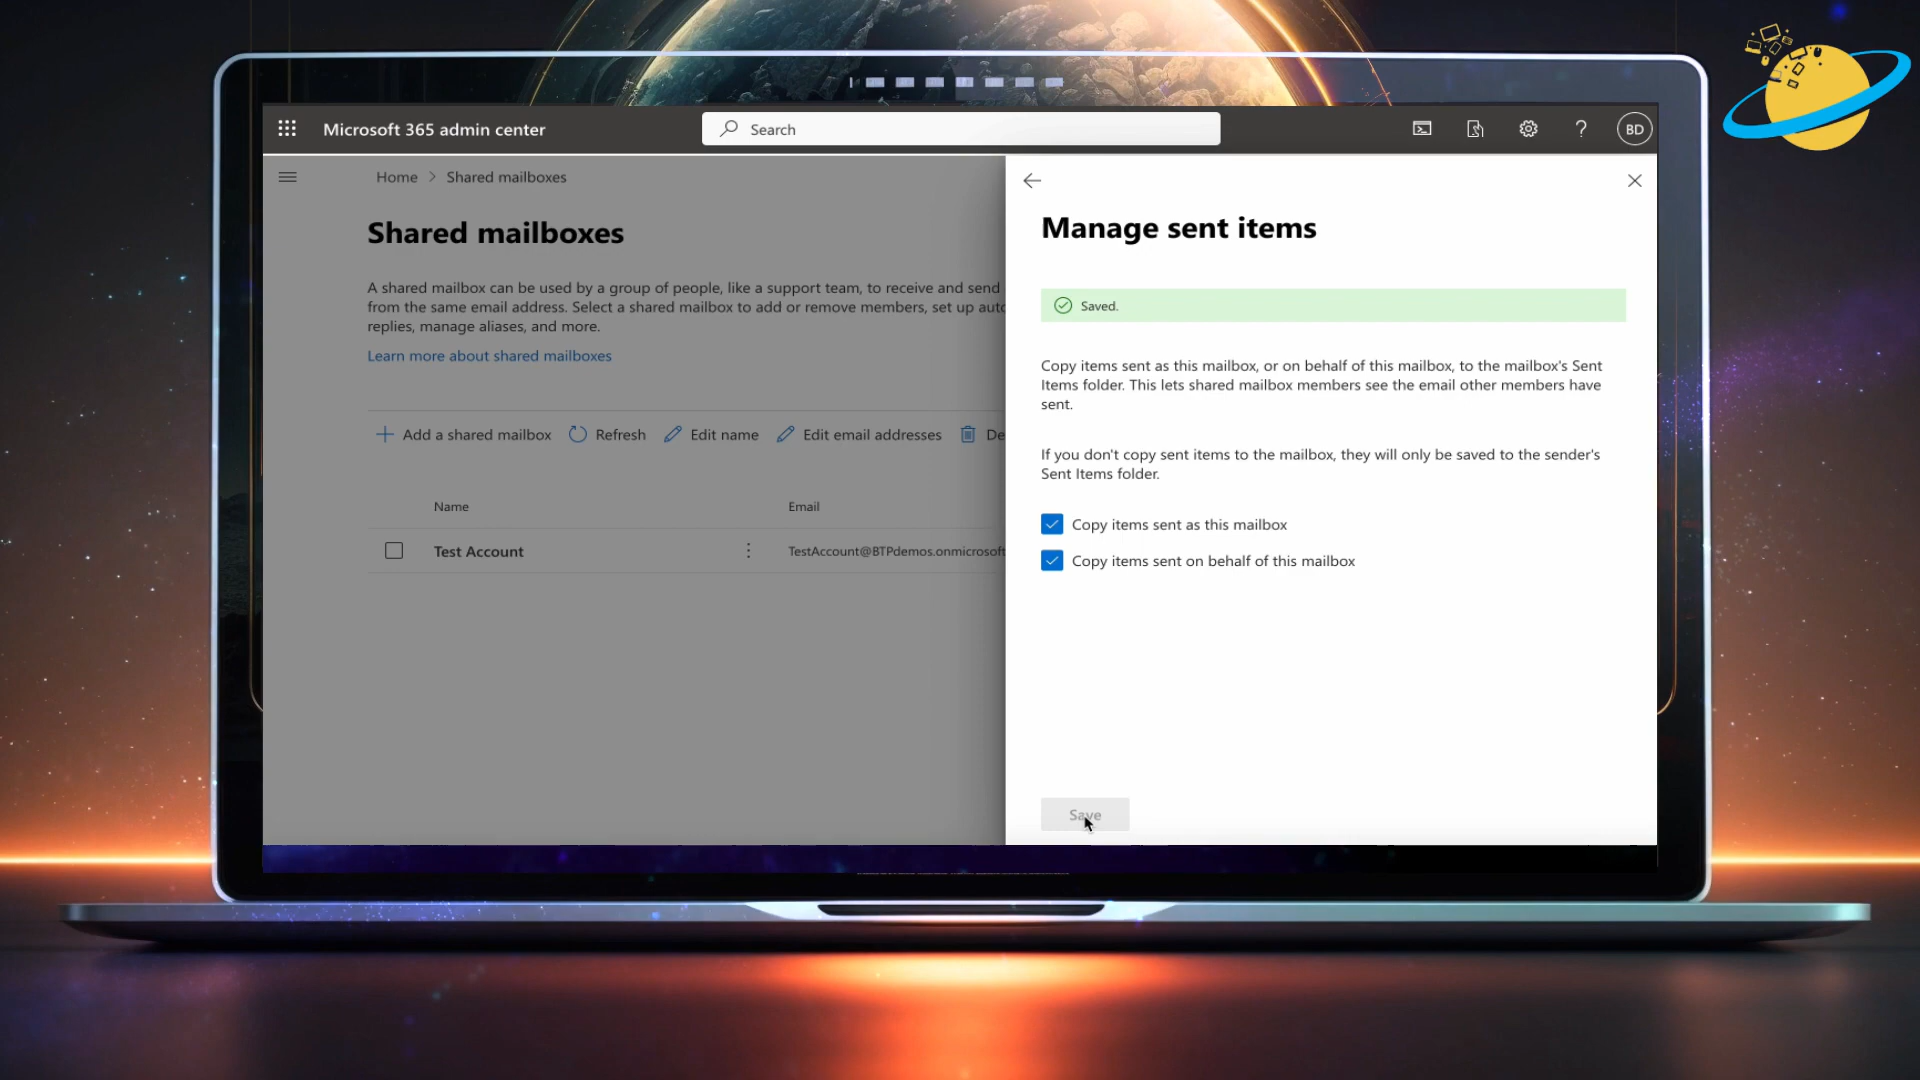 Microsoft 365 admin center
Search
BD
Home > Shared mailboxes
Shared mailboxes
A shared mailbox can be used by a group of people, like a support team, to receive and send
from the same email address. Select a shared mailbox to add or remove members, set up auto
replies, manage aliases, and more.
Learn more about shared mailboxes
Add a shared mailbox Refresh Edit name Edit email addresses De
Name Email
Test Account TestAccount@BTPdemos.onmicrosoft
Manage sent items
Saved.
Copy items sent as this mailbox, or on behalf of this mailbox, to the mailbox's Sent
Items folder. This lets shared mailbox members see the email other members have
sent.
If you don't copy sent items to the mailbox, they will only be saved to the sender's
Sent Items folder.
Copy items sent as this mailbox
Copy items sent on behalf of this mailbox
Save